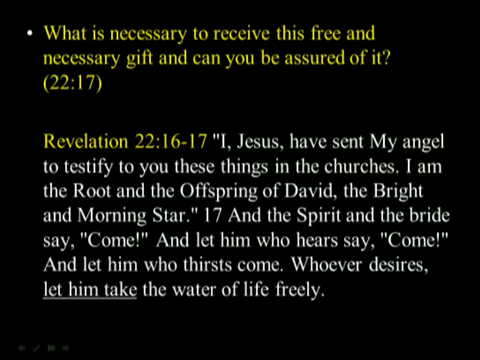 • What is necessary to receive this free and
necessary gift and can you be assured of it?
(22:17)
Revelation 22:16-17 "I, Jesus, have sent My angel
to testify to you these things in the churches. I am
the Root and the Offspring of David, the Bright
and Morning Star." 17 And the Spirit and the bride
say, "Come!" And let him who hears say, "Come!"
And let him who thirsts come. Whoever desires,
let him take the water of life freely.